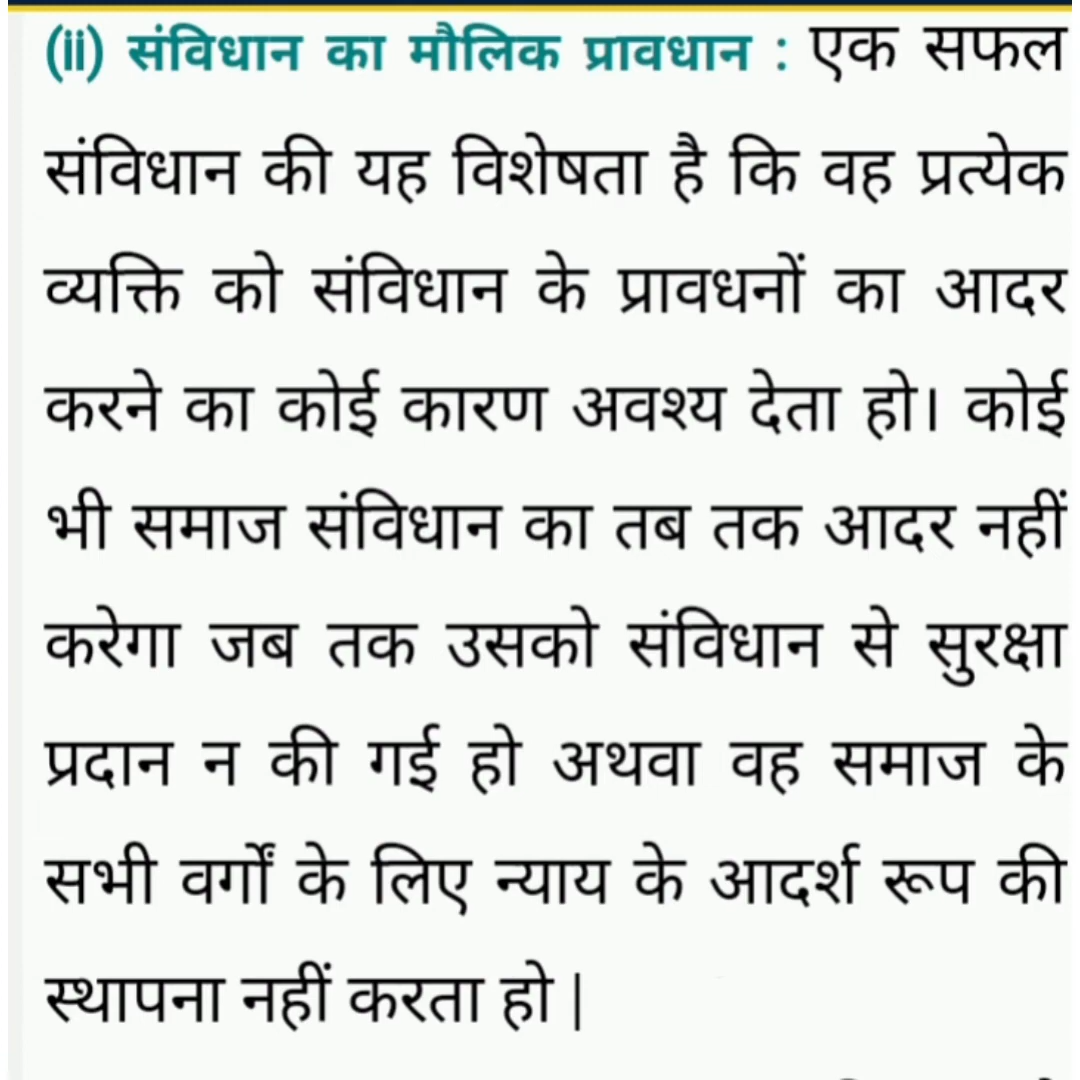 (ii) संविधान का मौलिक प्रावधान : एक सफल
संविधान की यह विशेषता है कि वह प्रत्येक
व्यक्ति को संविधान के प्रावधनों का आदर
करने का कोई कारण अवश्य देता हो। कोई
भी समाज संविधान का तब तक आदर नहीं
करेगा जब तक उसको संविधान से सुरक्षा
प्रदान न की गई हो अथवा वह समाज के
सभी वर्गों के लिए न्याय के आदर्श रूप की
स्थापना नहीं करता हो |